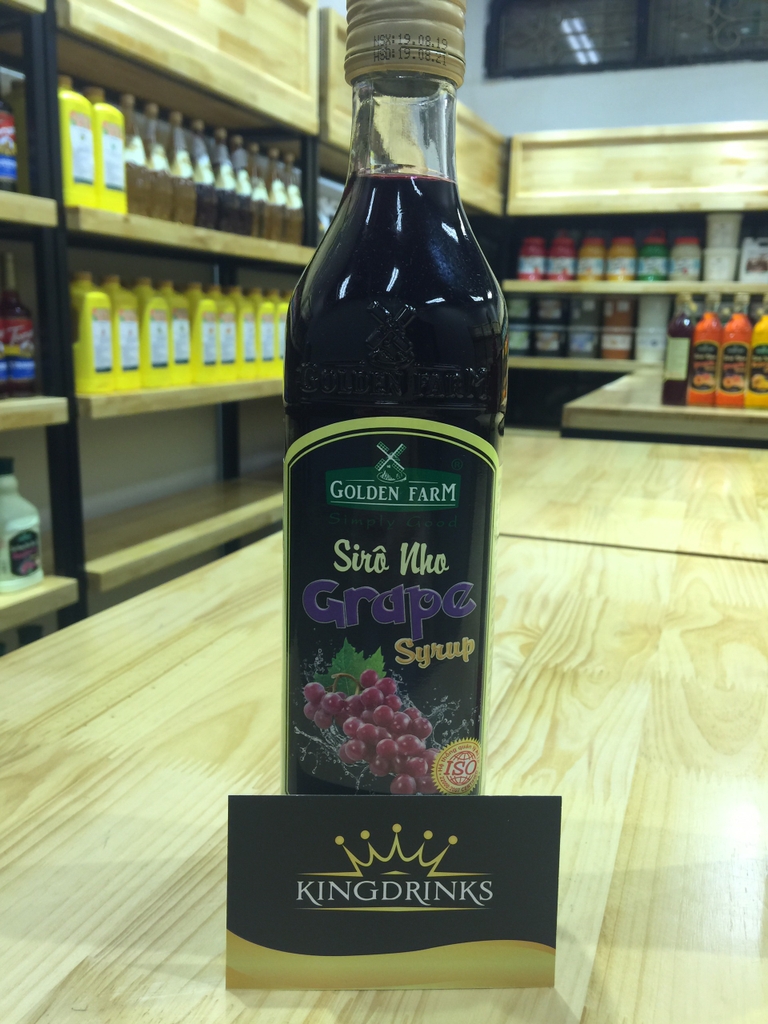 NSX:19.08.19
HSD:19.08.21
GOLDEN FARM
GOLDEN FARM
®
Simply Good
Sirô Nho
Grape
Syrup
ISO
KINGDRINKS